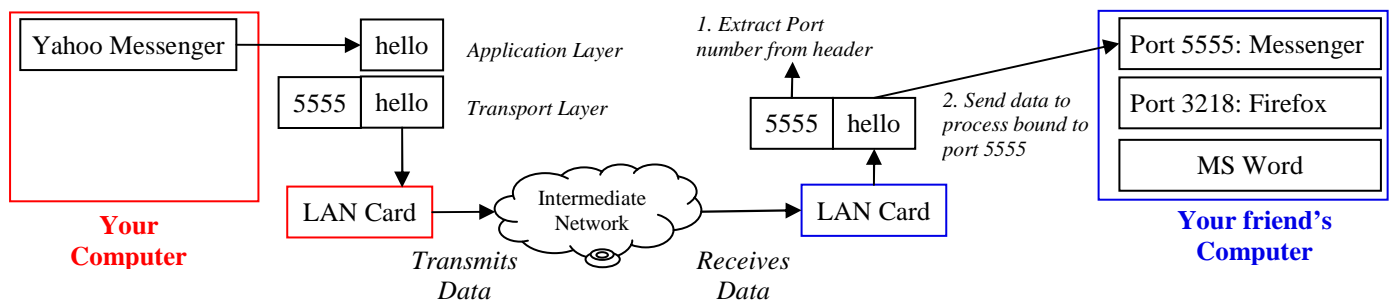 Yahoo Messenger
hello
Application Layer
5555
hello
Transport Layer
LAN Card
Your
Computer
Transmits
Data
Intermediate
Network
Receives
Data
1. Extract Port
number from header
5555
hello
2. Send data to
process bound to
port 5555
LAN Card
Port 5555: Messenger
Port 3218: Firefox
MS Word
Your friend's
Computer